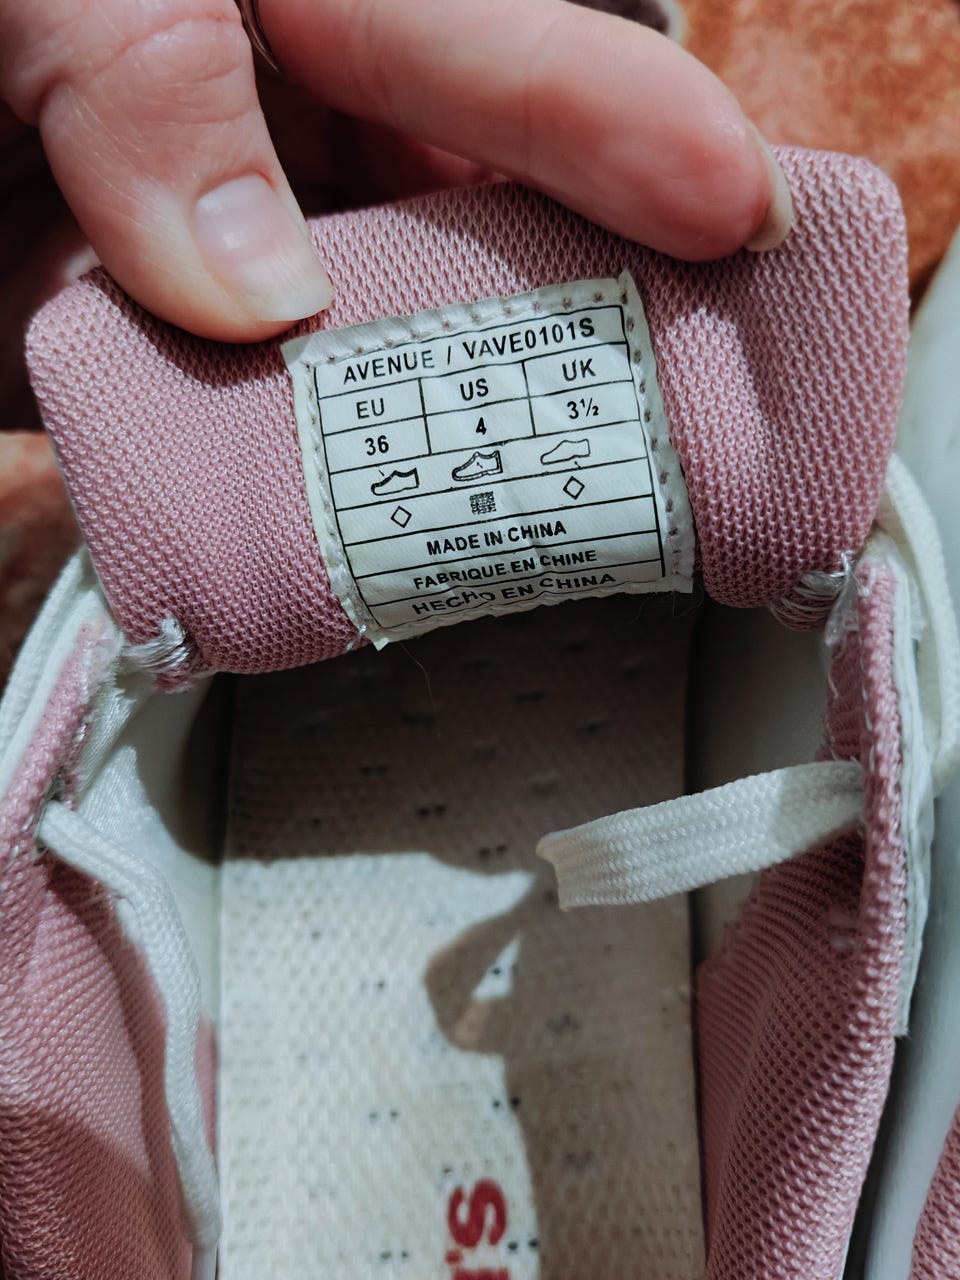 AVENUE / VAVE0101S
EU US UK
36 4 3½
MADE IN CHINA
FABRIQUE EN CHINE
HECHO EN CHINA